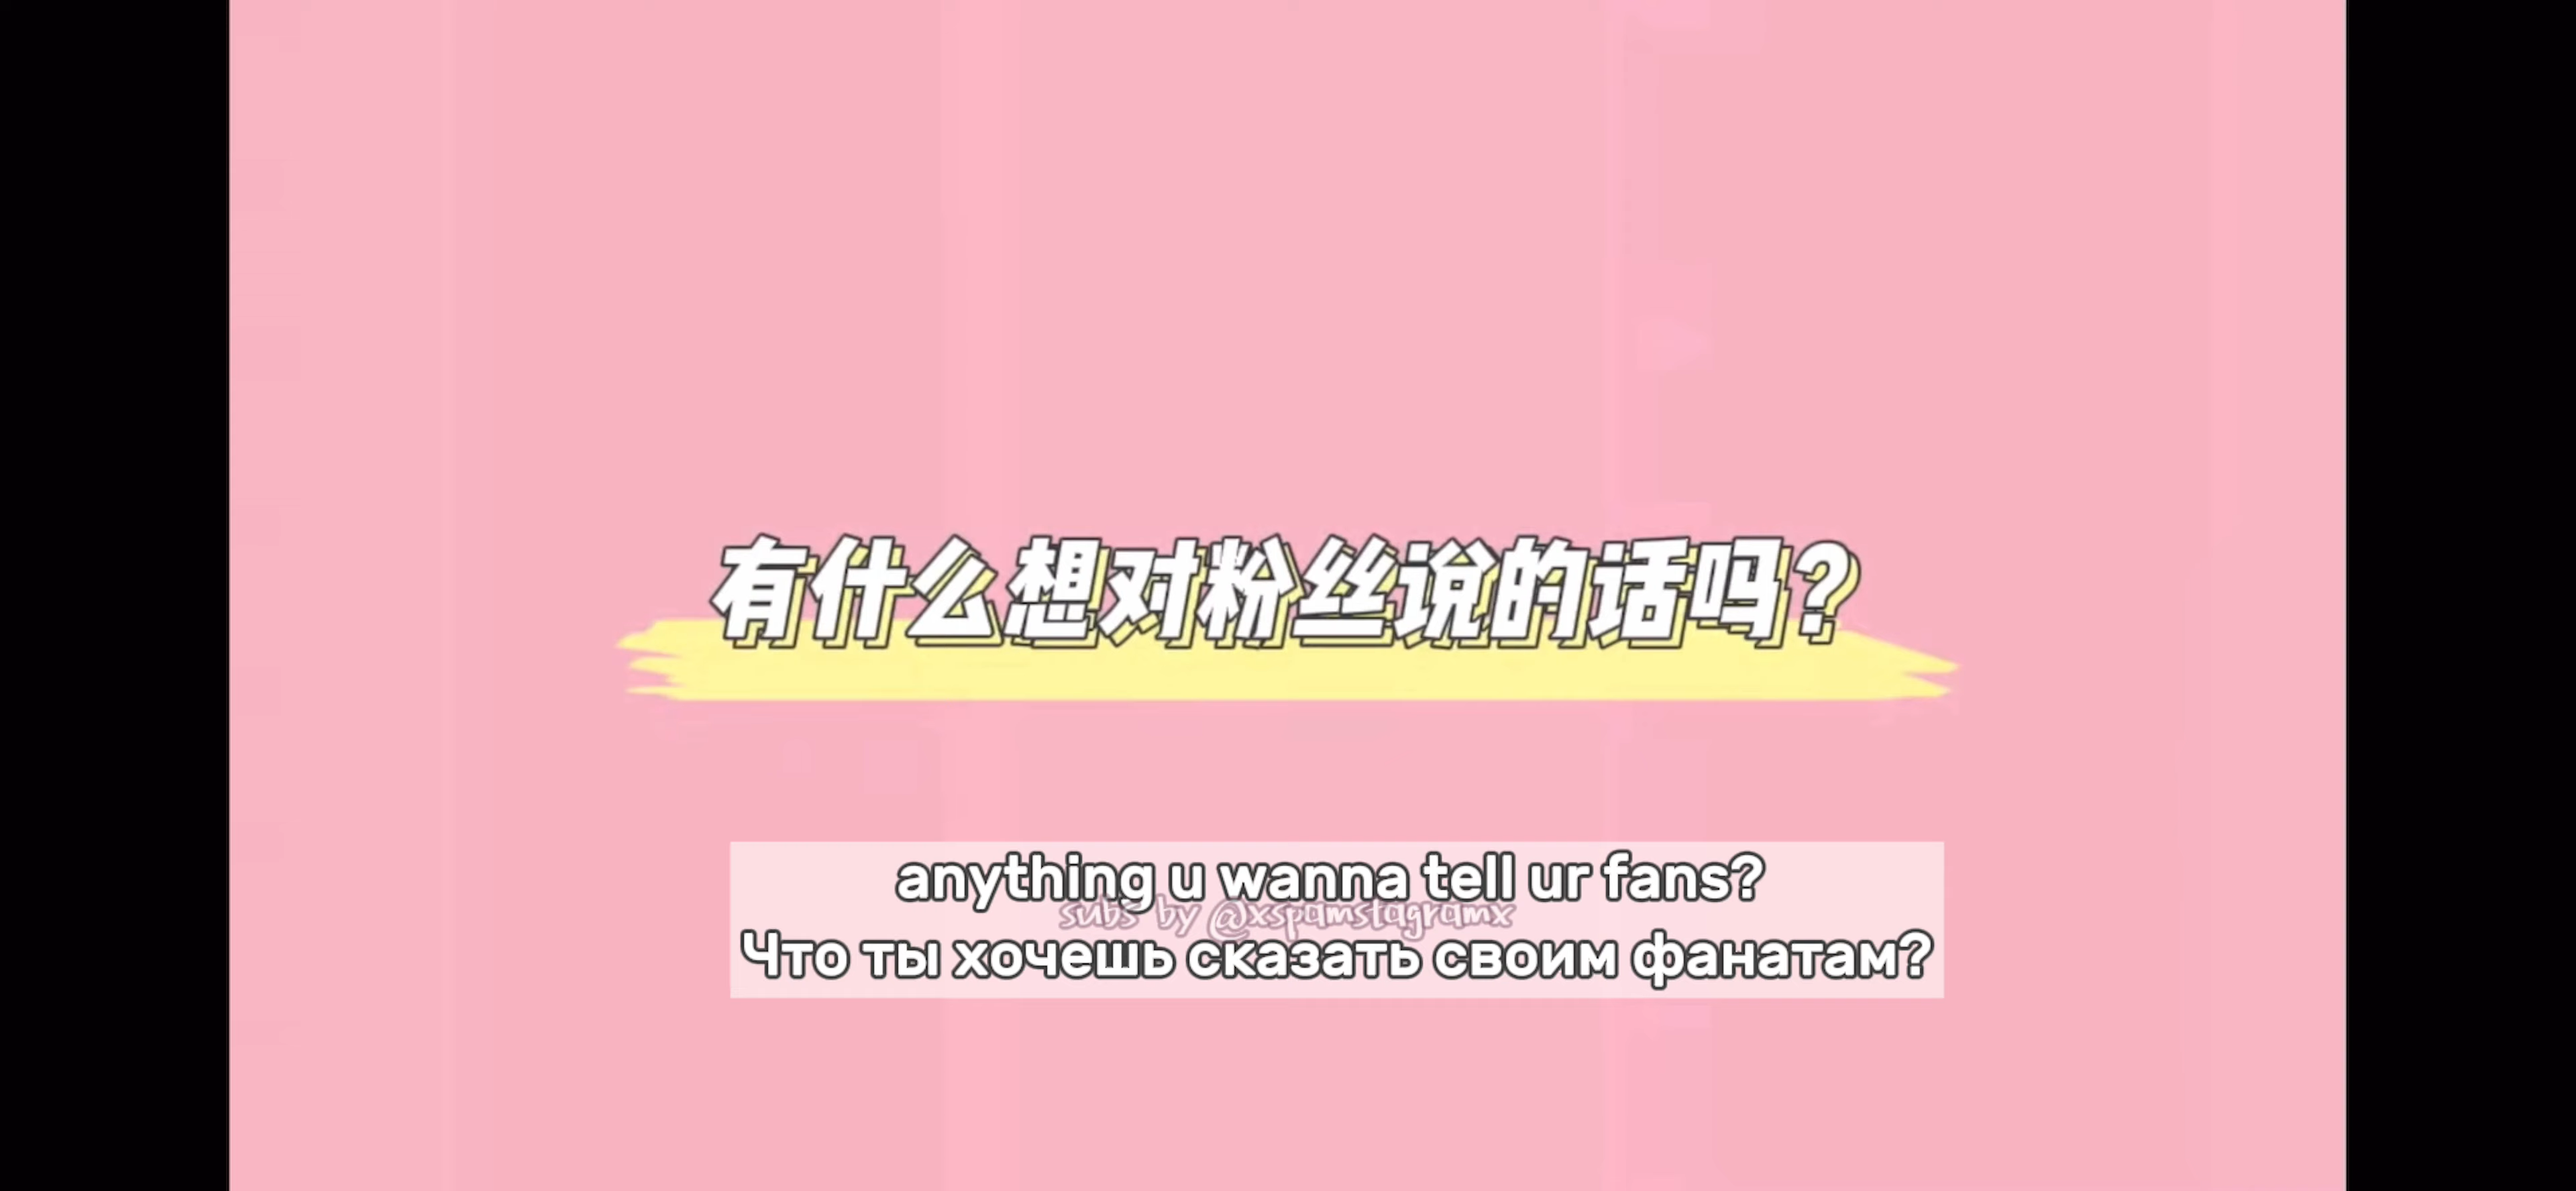 有什么想对粉丝说的话吗?
anything u wanna tell ur fans?
subs by @xspamstagramx
Что ты хочешь сказать своим фанатам?